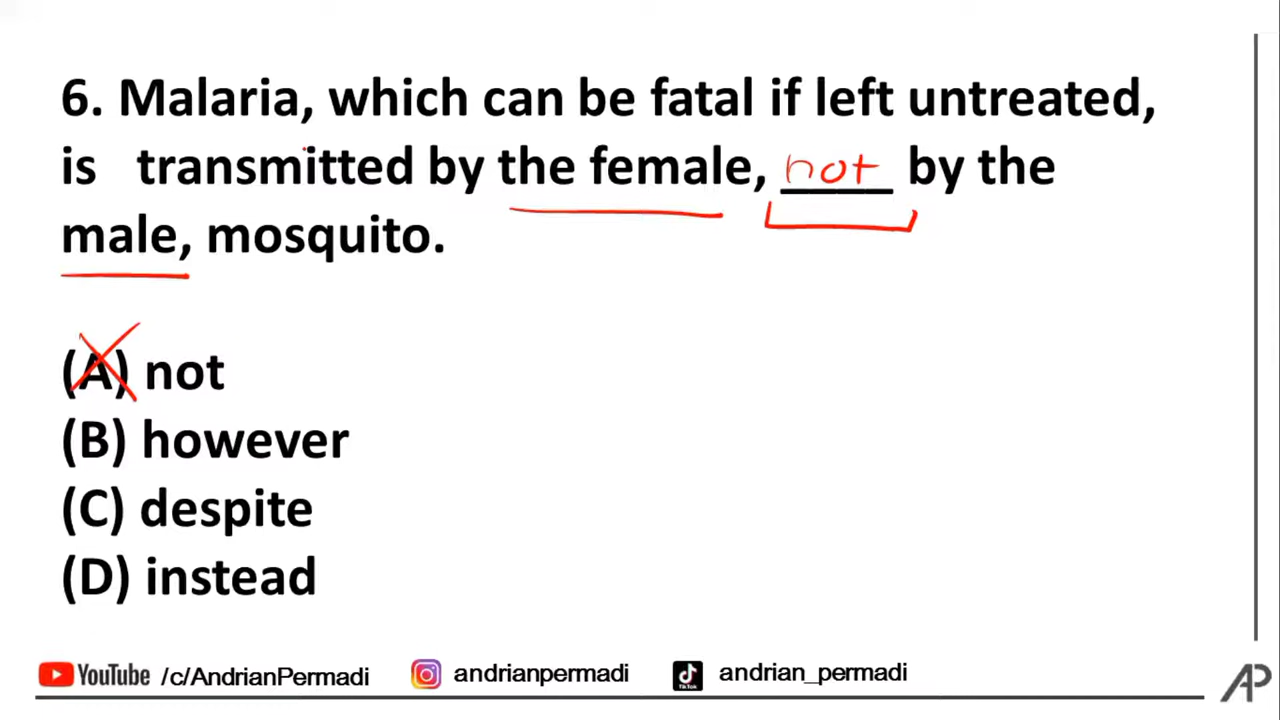 6. Malaria, which can be fatal if left untreated,
is transmitted by the female, not by the
male, mosquito.
(A) not
(B) however
(C) despite
(D) instead
YouTube /c/AndrianPermadi andrianpermadi TikTok andrian_permadi AP